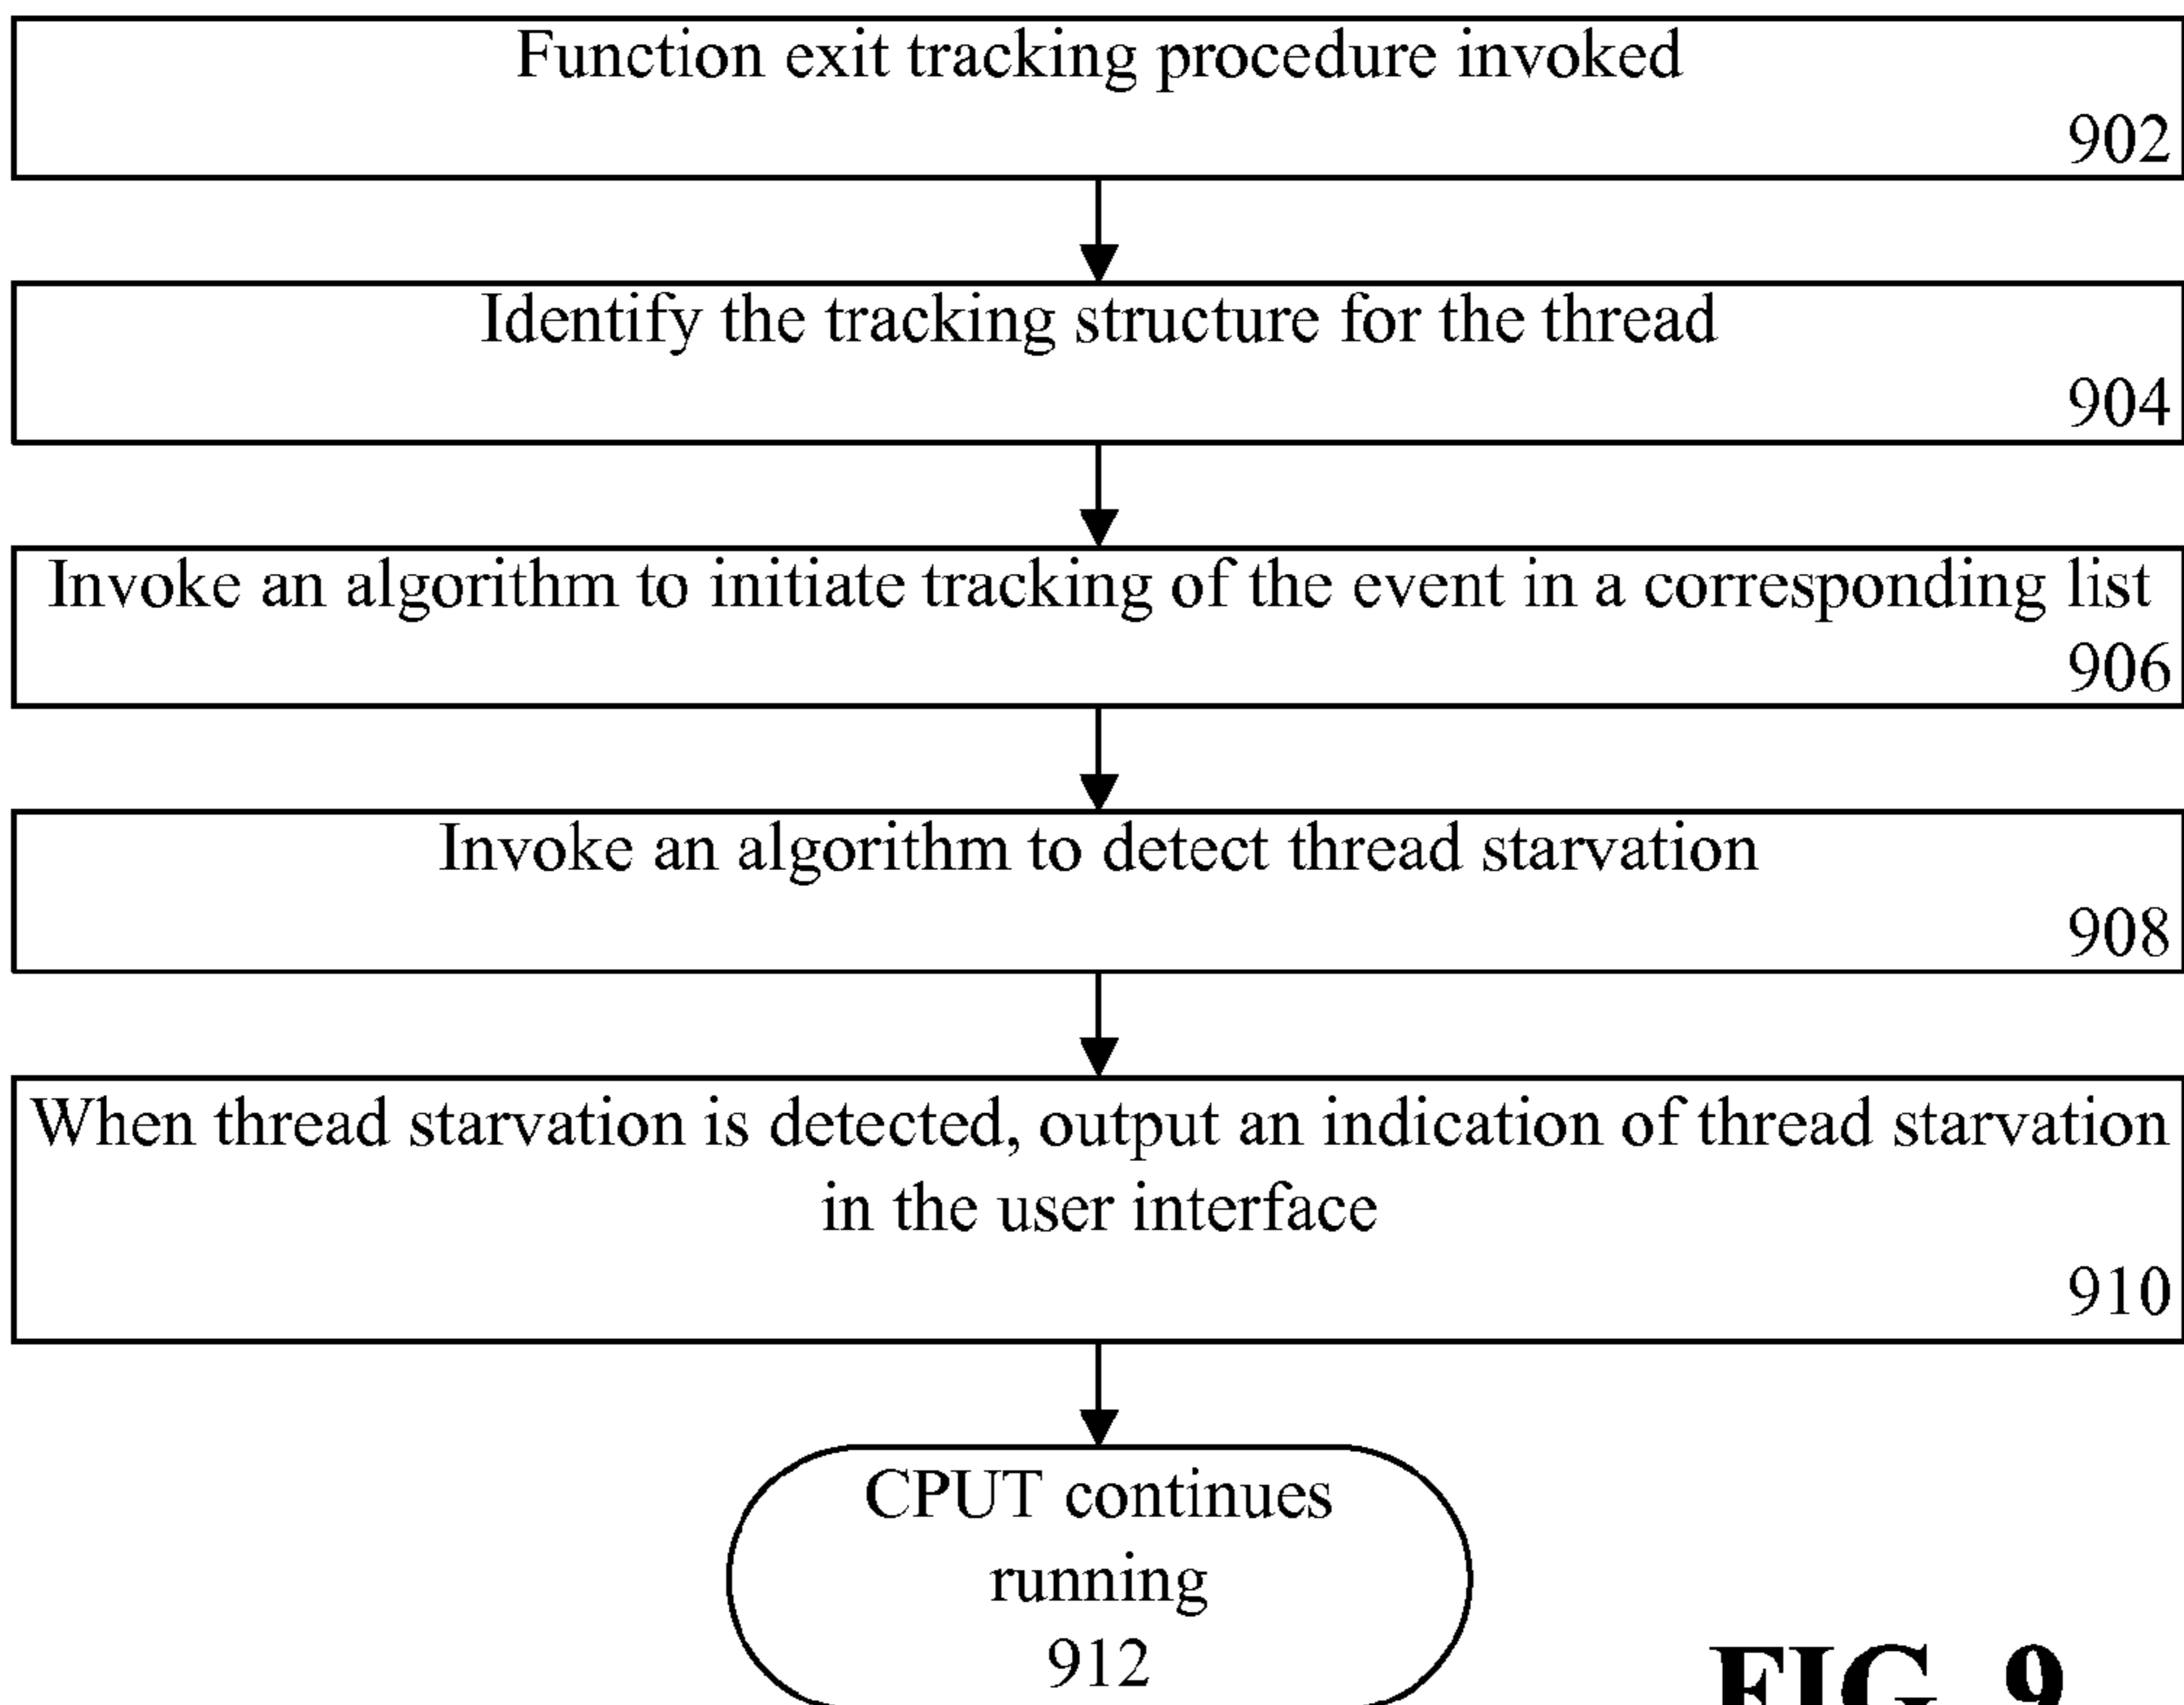 Function exit tracking procedure invoked
902
Identify the tracking structure for the thread
904
Invoke an algorithm to initiate tracking of the event in a corresponding list
906
Invoke an algorithm to detect thread starvation
908
When thread starvation is detected, output an indication of thread starvation
in the user interface
910
CPUT continues
running
912
FIG. 9